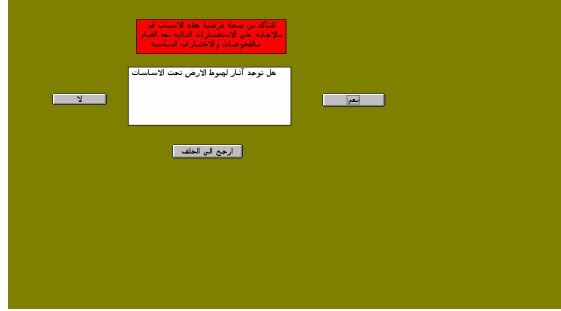 للتأكد من صحة فرضية هذه الاسباب قم
بالاجابة على الاستفسارات التالية بعد القيام
بالفحوصات والاختبارات المناسبة
هل توجد آثار لهبوط الارض تحت الاساسات
نعم
لا
ارجع الى الخلف